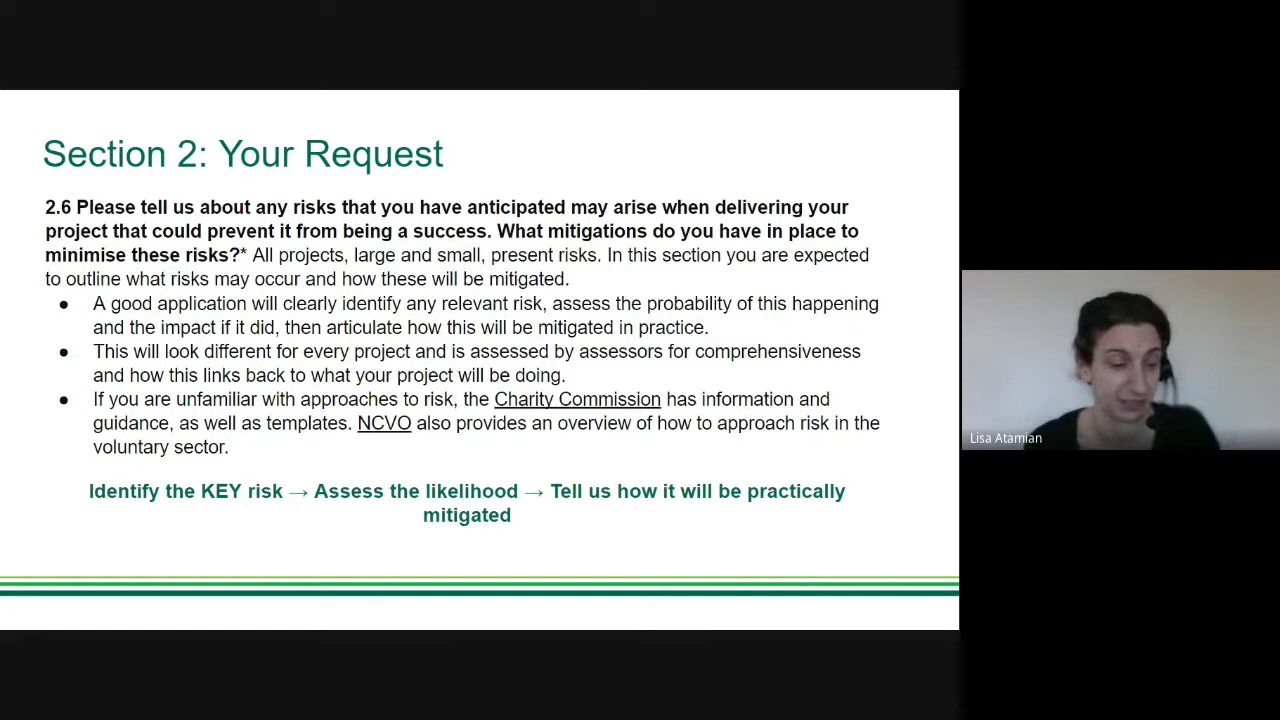 Section 2: Your Request
2.6 Please tell us about any risks that you have anticipated may arise when delivering your
project that could prevent it from being a success. What mitigations do you have in place to
minimise these risks?* All projects, large and small, present risks. In this section you are expected
to outline what risks may occur and how these will be mitigated.
● A good application will clearly identify any relevant risk, assess the probability of this happening
and the impact if it did, then articulate how this will be mitigated in practice.
● This will look different for every project and is assessed by assessors for comprehensiveness
and how this links back to what your project will be doing.
● If you are unfamiliar with approaches to risk, the Charity Commission has information and
guidance, as well as templates. NCVO also provides an overview of how to approach risk in the
voluntary sector.
Identify the KEY risk → Assess the likelihood → Tell us how it will be practically
mitigated
Lisa Atamian